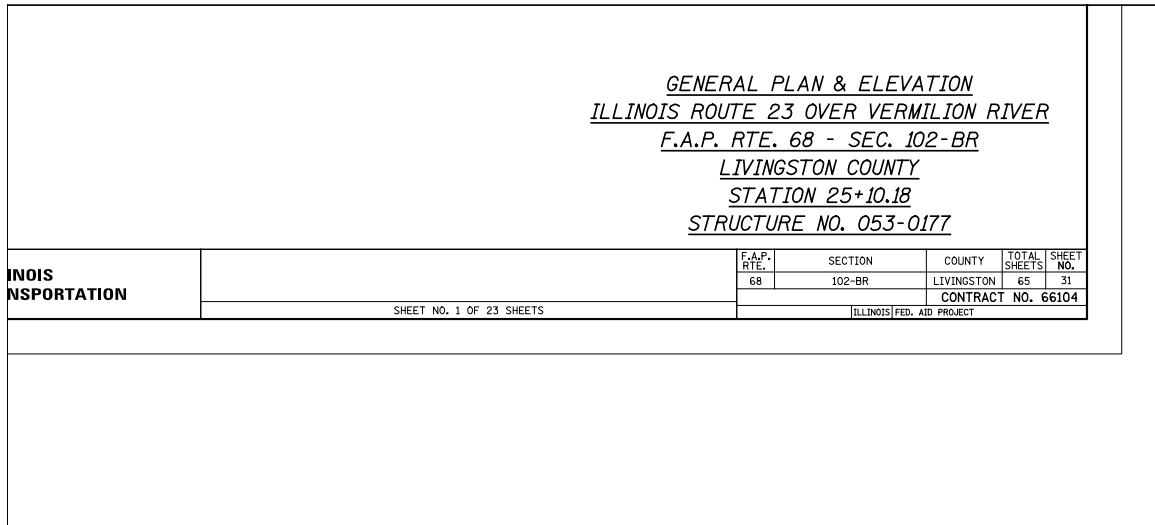 GENERAL PLAN & ELEVATION
ILLINOIS ROUTE 23 OVER VERMILION RIVER
F.A.P. RTE. 68 - SEC. 102-BR
LIVINGSTON COUNTY
STATION 25+10.18
STRUCTURE NO. 053-0177
INOIS
NSPORTATION
SHEET NO. 1 OF 23 SHEETS
F.A.P. RTE. SECTION COUNTY TOTAL SHEETS SHEET NO.
68 102-BR LIVINGSTON 65 31
CONTRACT NO. 66104
ILLINOIS FED. AID PROJECT